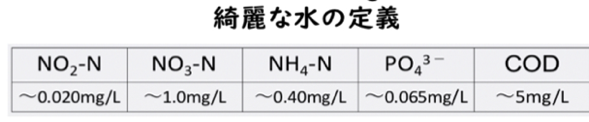 綺麗な水の定義
NO₂-N NO₃-N NH₄-N PO₄³⁻ COD
～0.020mg/L ～1.0mg/L ～0.40mg/L ～0.065mg/L ～5mg/L